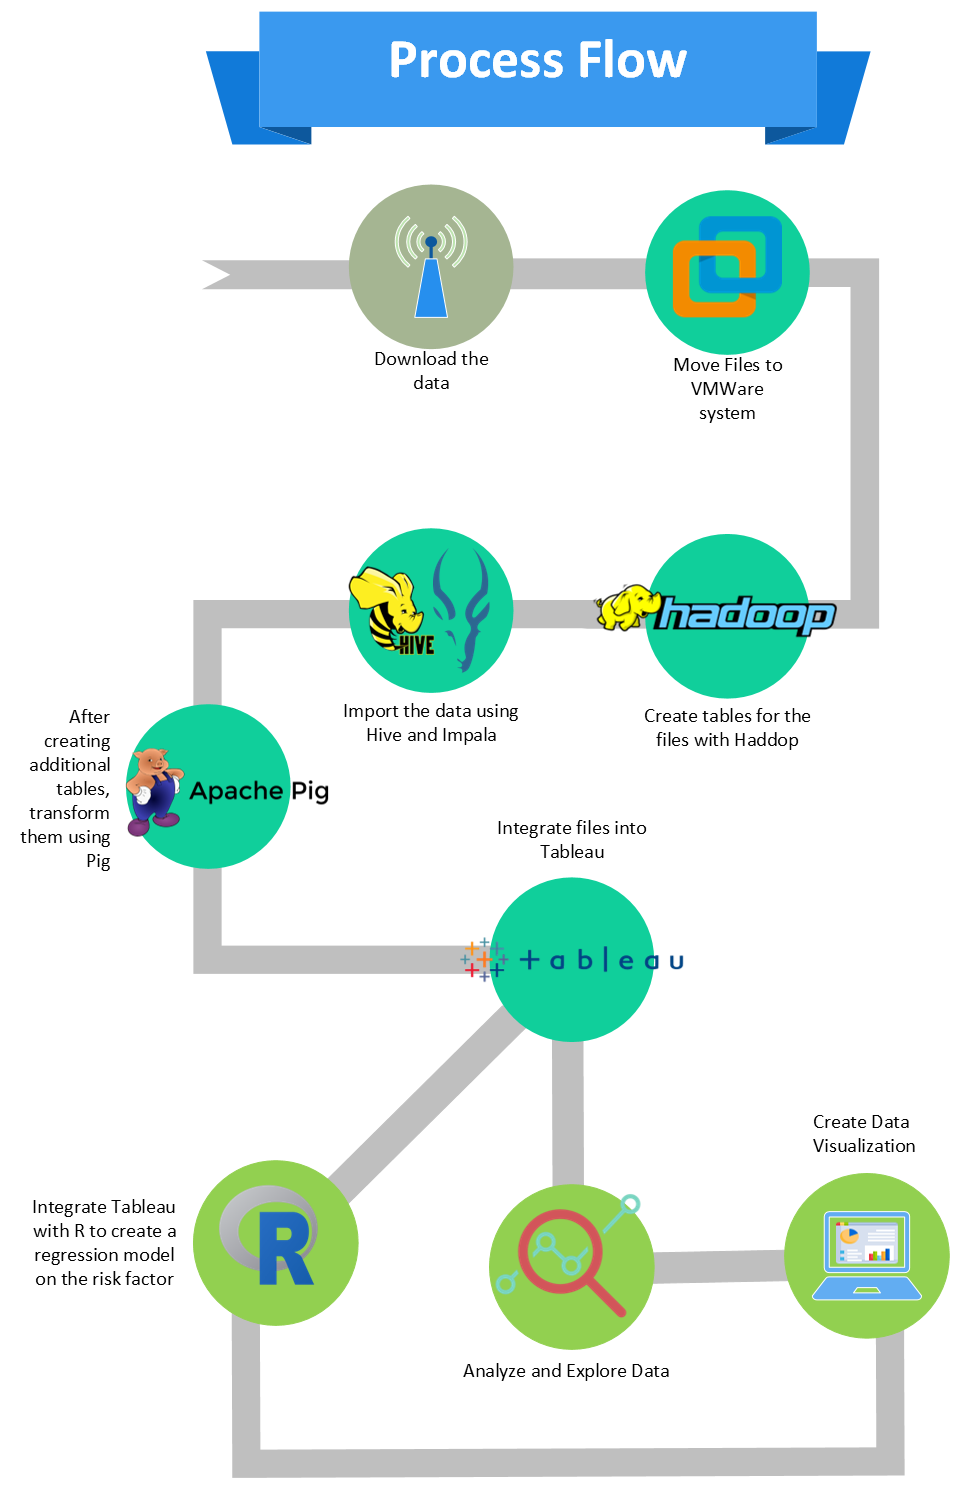 Process Flow
Download the
data
Move Files to
VMWare
system
HIVE
hadoop
Import the data using
Hive and Impala
Create tables for the
files with Haddop
After
creating
additional
tables,
transform
them using
Pig
Apache Pig
Integrate files into
Tableau
+ableau
Create Data
Visualization
Integrate Tableau
with R to create a
regression model
on the risk factor
R
Analyze and Explore Data